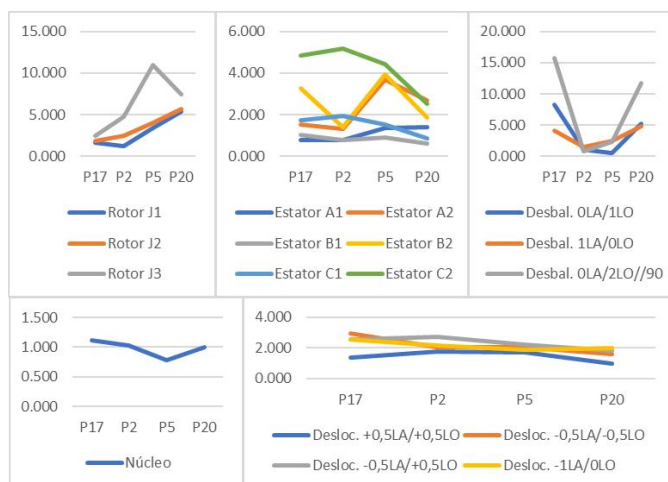 15.000
10.000
5.000
0.000
P17 P2 P5 P20
Rotor J1
Rotor J2
Rotor J3
6.000
4.000
2.000
0.000
P17 P2 P5 P20
Estator A1 Estator A2
Estator B1 Estator B2
Estator C1 Estator C2
20.000
15.000
10.000
5.000
0.000
P17 P2 P5 P20
Desbal. 0LA/1LO
Desbal. 1LA/0LO
Desbal. 0LA/2LO//90
1.500
1.000
0.500
0.000
P17 P2 P5 P20
Núcleo
4.000
2.000
0.000
P17 P2 P5 P20
Desloc. +0,5LA/+0,5LO Desloc. -0,5LA/-0,5LO
Desloc. -0,5LA/+0,5LO Desloc. -1LA/0LO